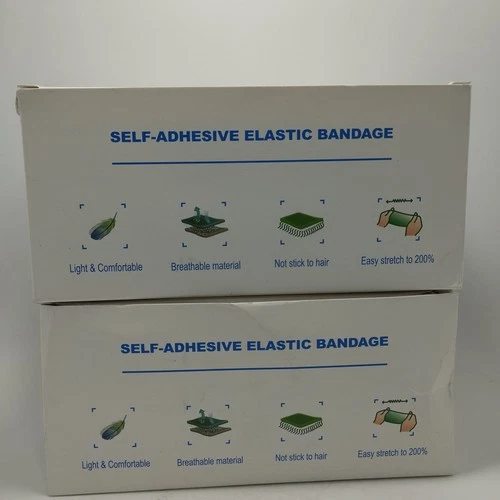 SELF-ADHESIVE ELASTIC BANDAGE
Light & Comfortable
Breathable material
Not stick to hair
Easy stretch to 200%
SELF-ADHESIVE ELASTIC BANDAGE
Light & Comfortable
Breathable material
Not stick to hair
Easy stretch to 200%